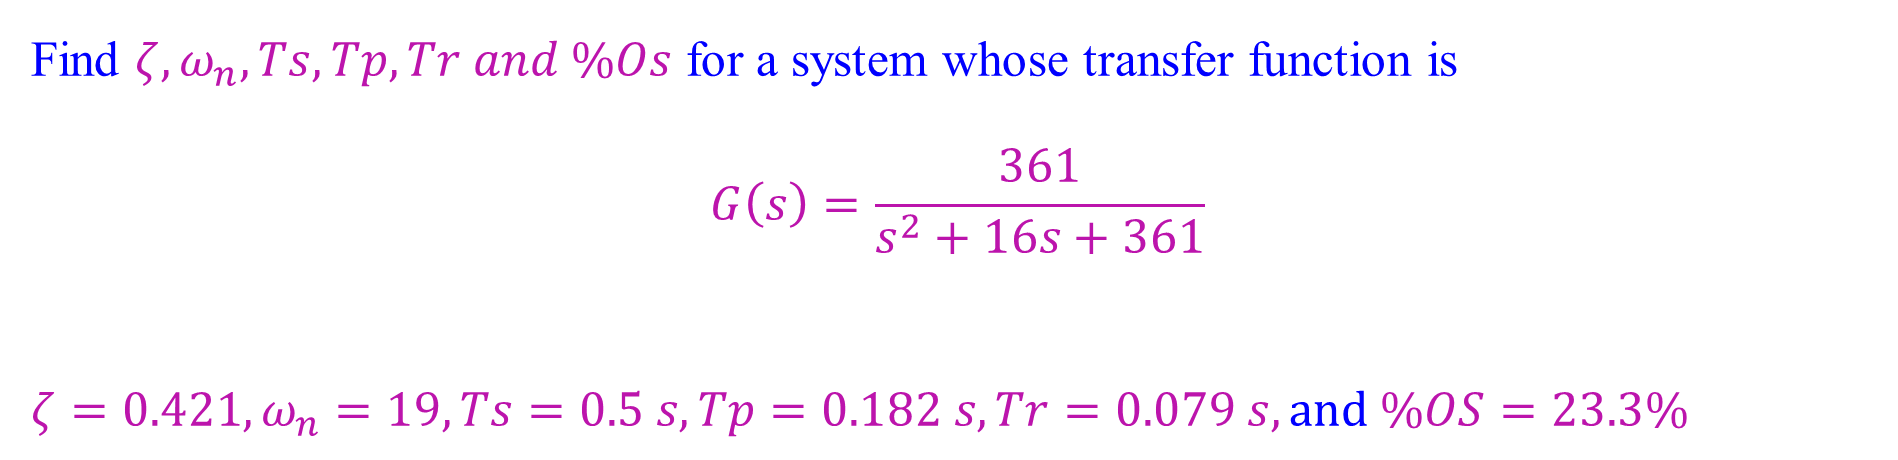 Find ζ, ωₙ, Ts, Tp, Tr and %Os for a system whose transfer function is
G(s) = 361 / (s² + 16s + 361)
ζ = 0.421, ωₙ = 19, Ts = 0.5 s, Tp = 0.182 s, Tr = 0.079 s, and %OS = 23.3%